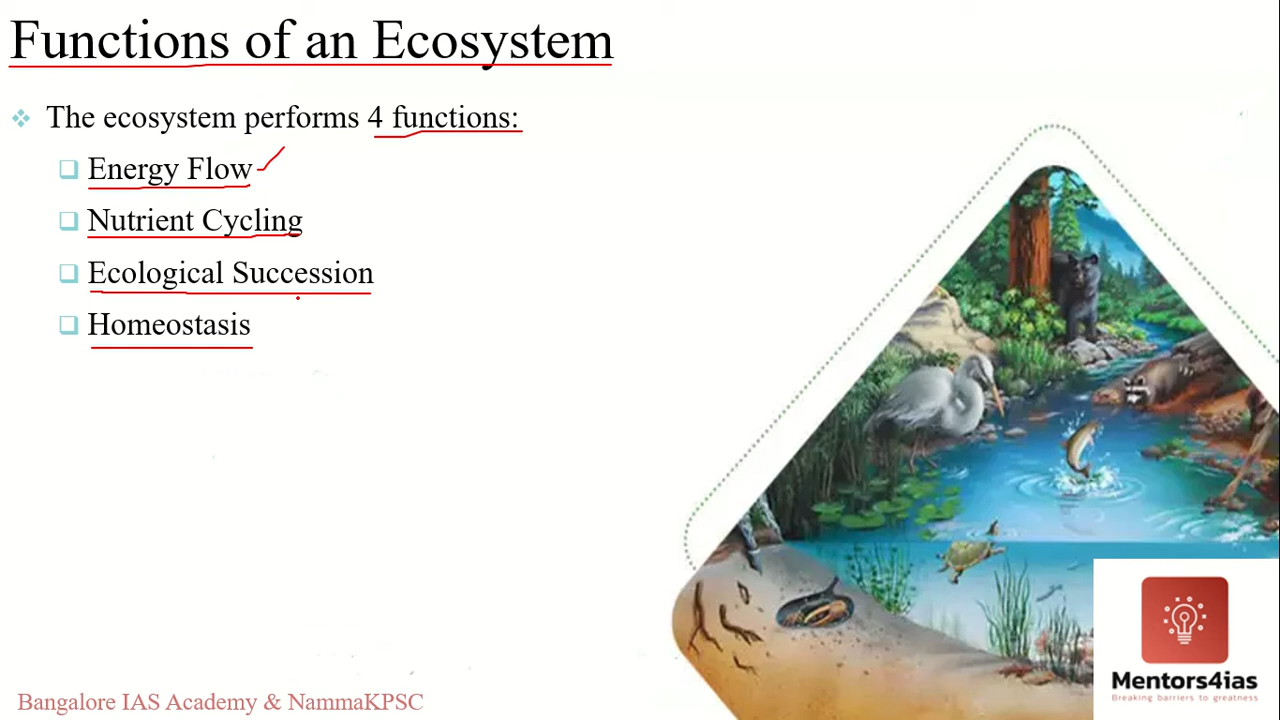 Functions of an Ecosystem
The ecosystem performs 4 functions:
Energy Flow
Nutrient Cycling
Ecological Succession
Homeostasis
Mentors4ias
Breaking barriers to greatness
Bangalore IAS Academy & NammaKPSC